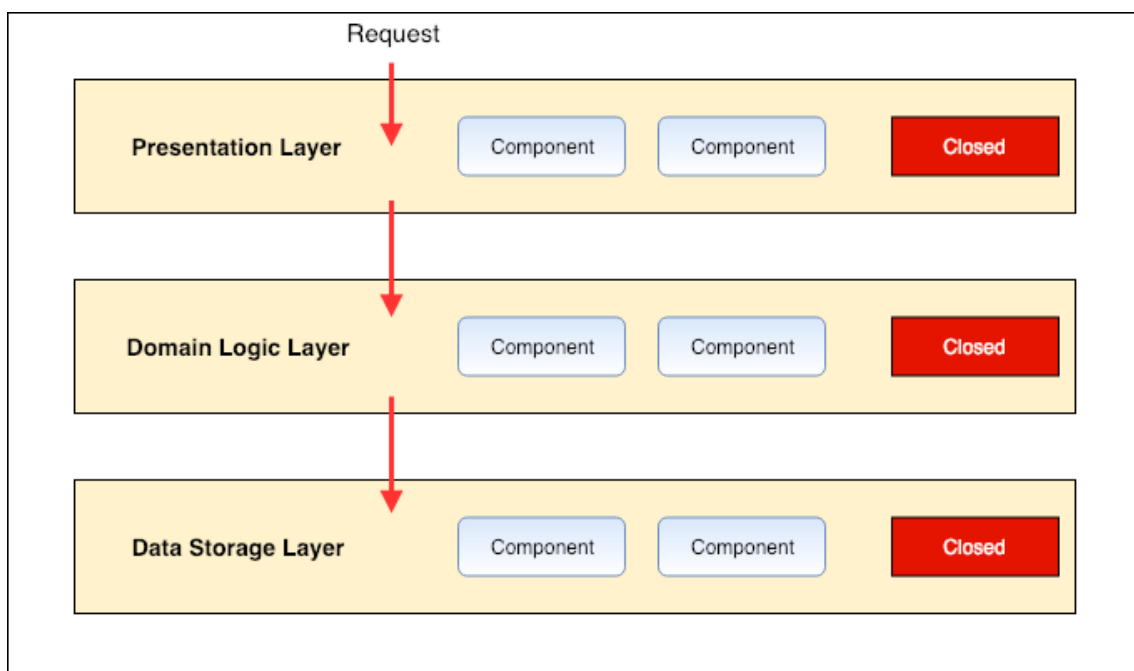 Request
Presentation Layer
Component
Component
Closed
Domain Logic Layer
Component
Component
Closed
Data Storage Layer
Component
Component
Closed